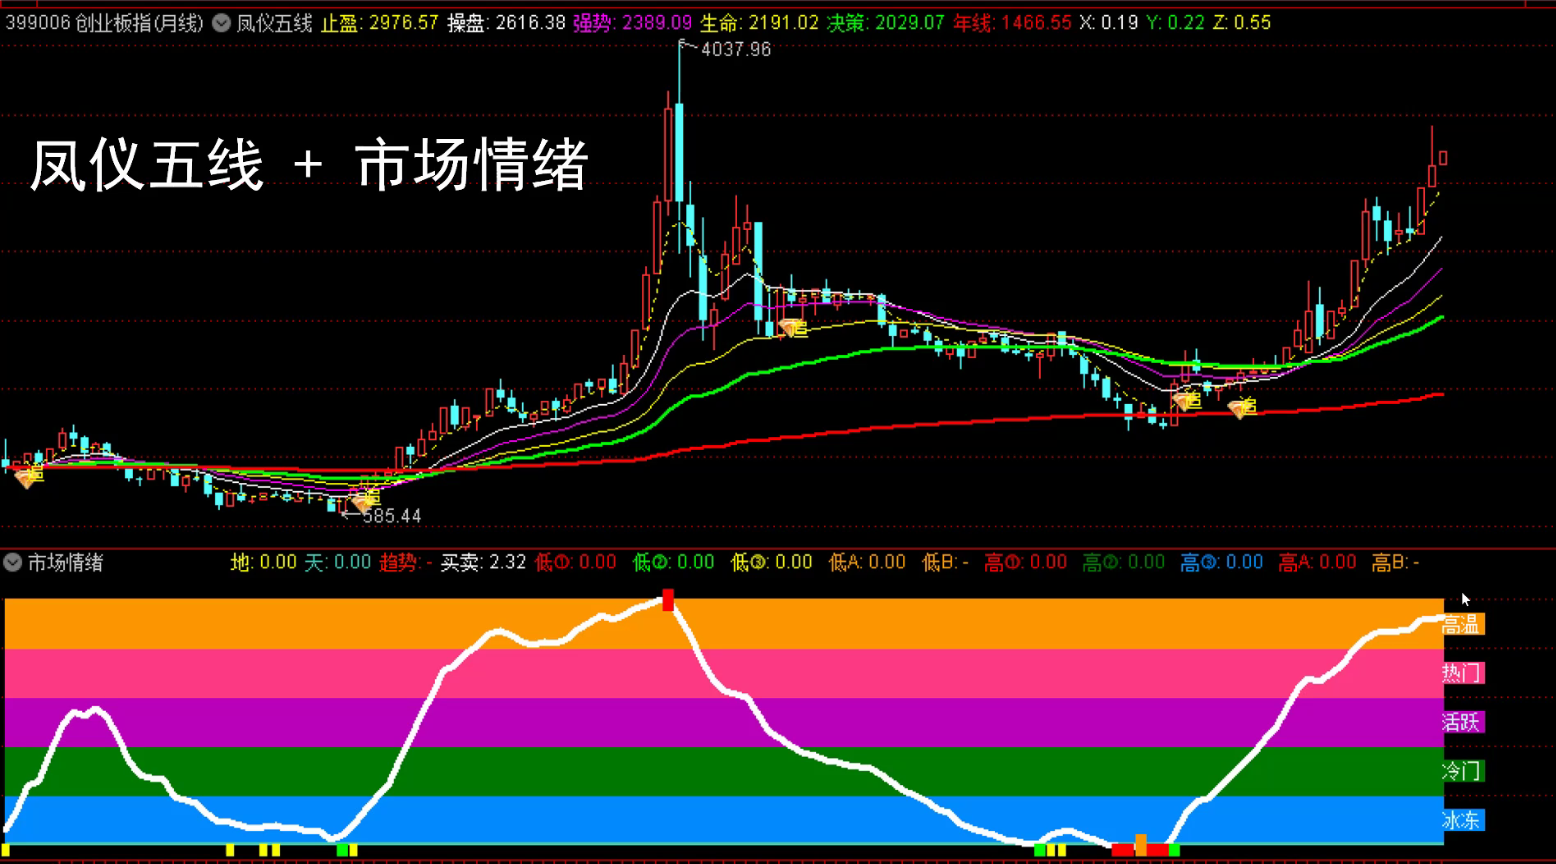 399006 创业板指(月线) 凤仪五线 止盈: 2976.57 操盘: 2616.38 强势: 2389.09 生命: 2191.02 决策: 2029.07 年线: 1466.55 X: 0.19 Y: 0.22 Z: 0.55
4037.96
凤仪五线 + 市场情绪
585.44
市场情绪 地: 0.00 天: 0.00 趋势: - 买卖: 2.32 低①: 0.00 低②: 0.00 低③: 0.00 低A: 0.00 低B: - 高①: 0.00 高②: 0.00 高③: 0.00 高A: 0.00 高B: -
高温
热门
活跃
冷门
冰冻